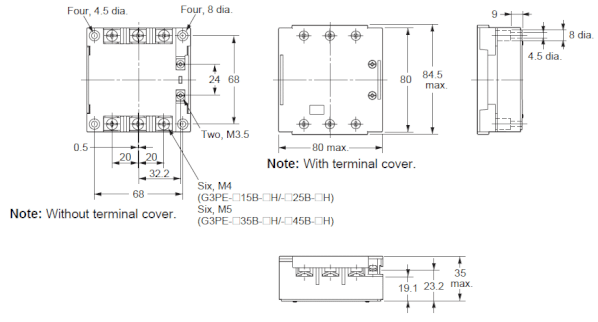 Four, 4.5 dia.
Four, 8 dia.
24
68
Two, M3.5
0.5
20
20
32.2
68
Six, M4
(G3PE-□15B-□H/-□25B-□H)
Six, M5
(G3PE-□35B-□H/-□45B-□H)
Note: Without terminal cover.
80
84.5
max.
80 max.
Note: With terminal cover.
9
8 dia.
4.5 dia.
19.1
23.2
35
max.